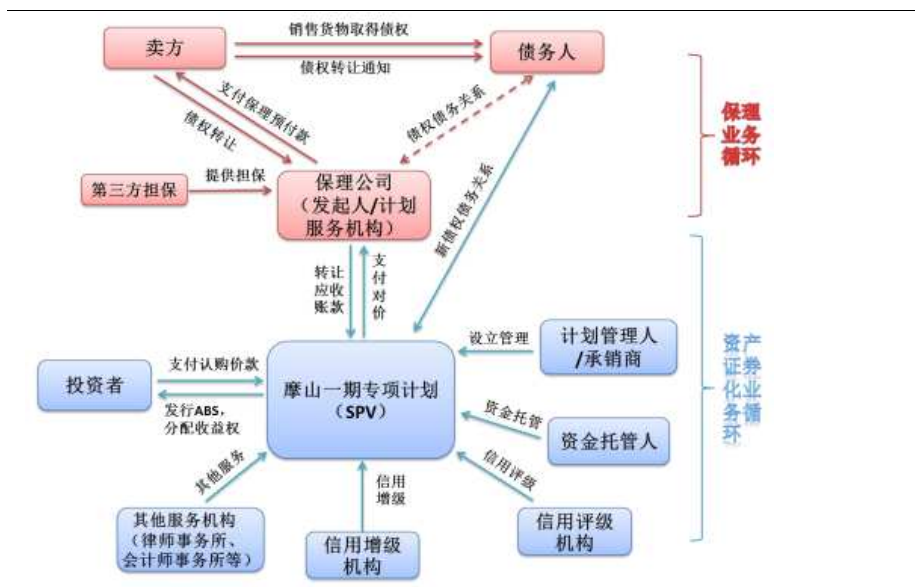 销售货物取得债权
卖方
债务人
债权转让通知
支付保理预付款
债权转让
债权债务关系
保理
业务
循环
第三方担保
提供担保
保理公司
（发起人/计划
服务机构）
新债权债务关系
转让
应收
账款
支
付
对
价
设立管理
计划管理人
/承销商
资产
证券
化业
务循
环
投资者
支付认购价款
发行ABS，
分配收益权
摩山一期专项计划
（SPV）
资金托管
资金托管人
其他服务
信用
增级
信用评级
其他服务机构
（律师事务所、
会计师事务所等）
信用增级
机构
信用评级
机构